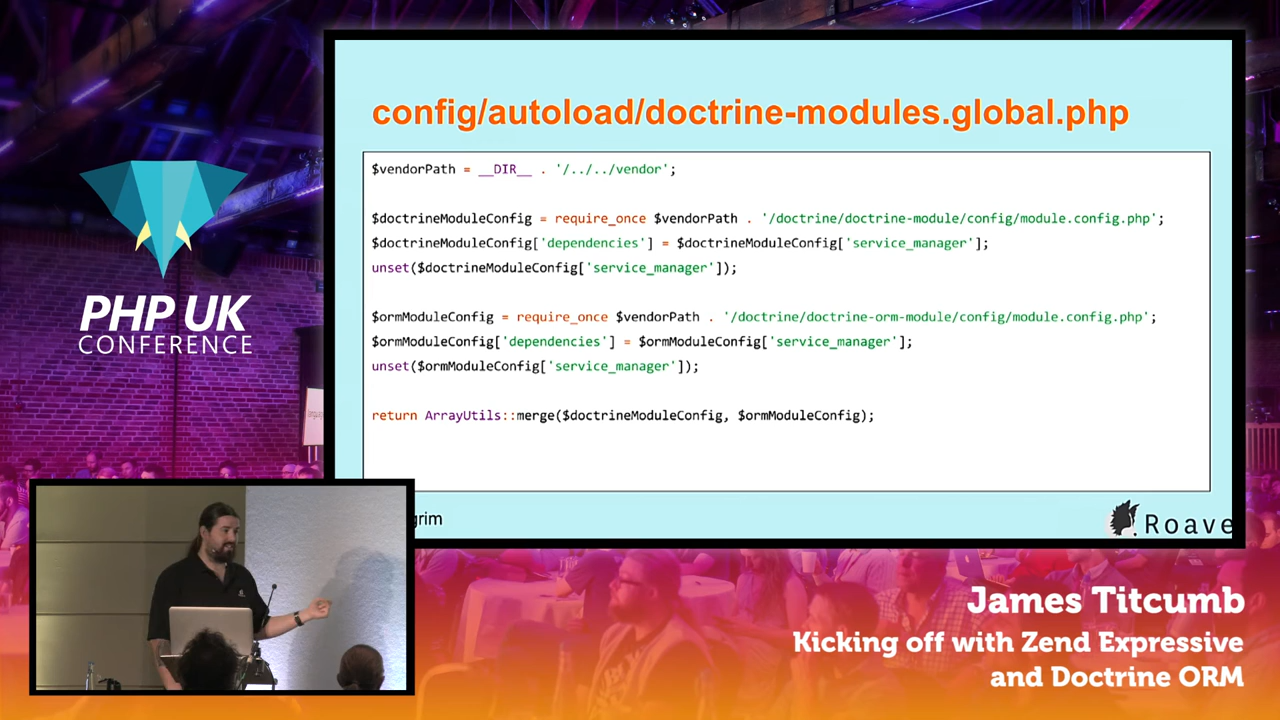 config/autoload/doctrine-modules.global.php
$vendorPath = __DIR__ . '/../../vendor';
$doctrineModuleConfig = require_once $vendorPath . '/doctrine/doctrine-module/config/module.config.php';
$doctrineModuleConfig['dependencies'] = $doctrineModuleConfig['service_manager'];
unset($doctrineModuleConfig['service_manager']);
$ormModuleConfig = require_once $vendorPath . '/doctrine/doctrine-orm-module/config/module.config.php';
$ormModuleConfig['dependencies'] = $ormModuleConfig['service_manager'];
unset($ormModuleConfig['service_manager']);
return ArrayUtils::merge($doctrineModuleConfig, $ormModuleConfig);
Roave
PHP UK
CONFERENCE
James Titcumb
Kicking off with Zend Expressive
and Doctrine ORM